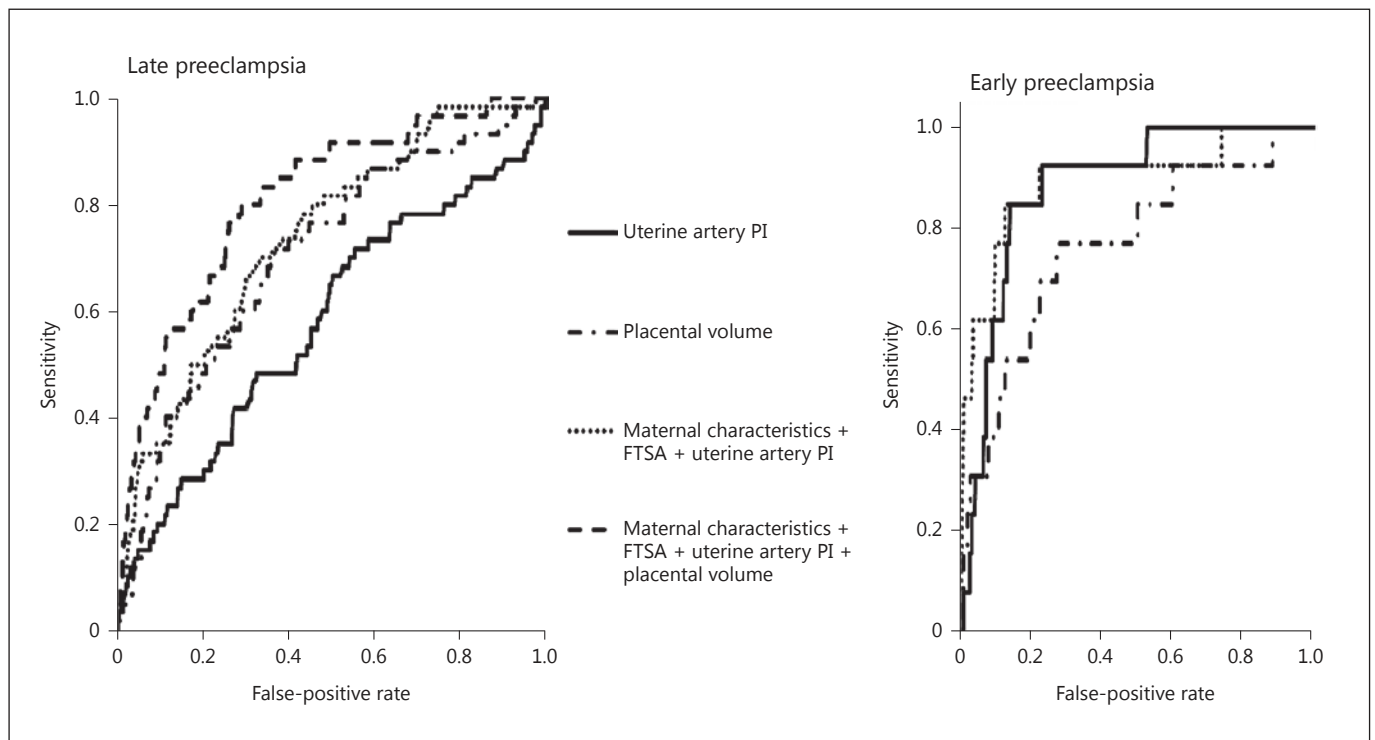 Late preeclampsia
1.0
0.8
0.6
0.4
0.2
0
Sensitivity
0
0.2
0.4
0.6
0.8
1.0
False-positive rate
Uterine artery PI
Placental volume
Maternal characteristics +
FTSA + uterine artery PI
Maternal characteristics +
FTSA + uterine artery PI +
placental volume
Early preeclampsia
1.0
0.8
0.6
0.4
0.2
0
Sensitivity
0
0.2
0.4
0.6
0.8
1.0
False-positive rate